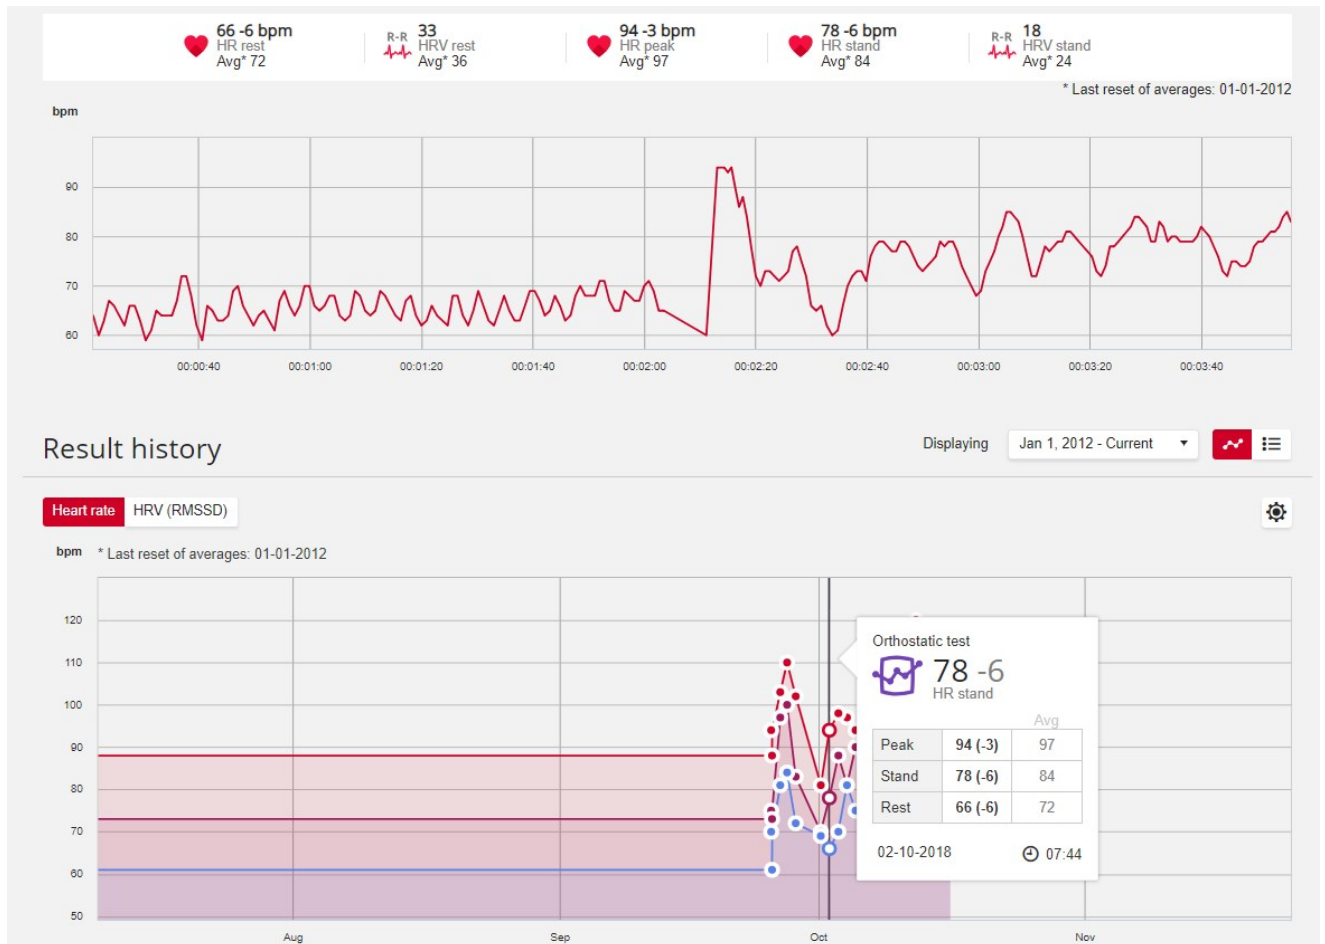 66 -6 bpm
HR rest
Avg* 72
R-R
33
HRV rest
Avg* 36
94 -3 bpm
HR peak
Avg* 97
78 -6 bpm
HR stand
Avg* 84
R-R
18
HRV stand
Avg* 24
* Last reset of averages: 01-01-2012
bpm
90
80
70
60
00:00:40 00:01:00 00:01:20 00:01:40 00:02:00 00:02:20 00:02:40 00:03:00 00:03:20 00:03:40
Result history
Displaying Jan 1, 2012 - Current
Heart rate HRV (RMSSD)
bpm * Last reset of averages: 01-01-2012
120
110
100
90
80
70
60
50
Aug Sep Oct Nov
Orthostatic test
78 -6
HR stand
Avg
Peak 94 (-3) 97
Stand 78 (-6) 84
Rest 66 (-6) 72
02-10-2018 07:44